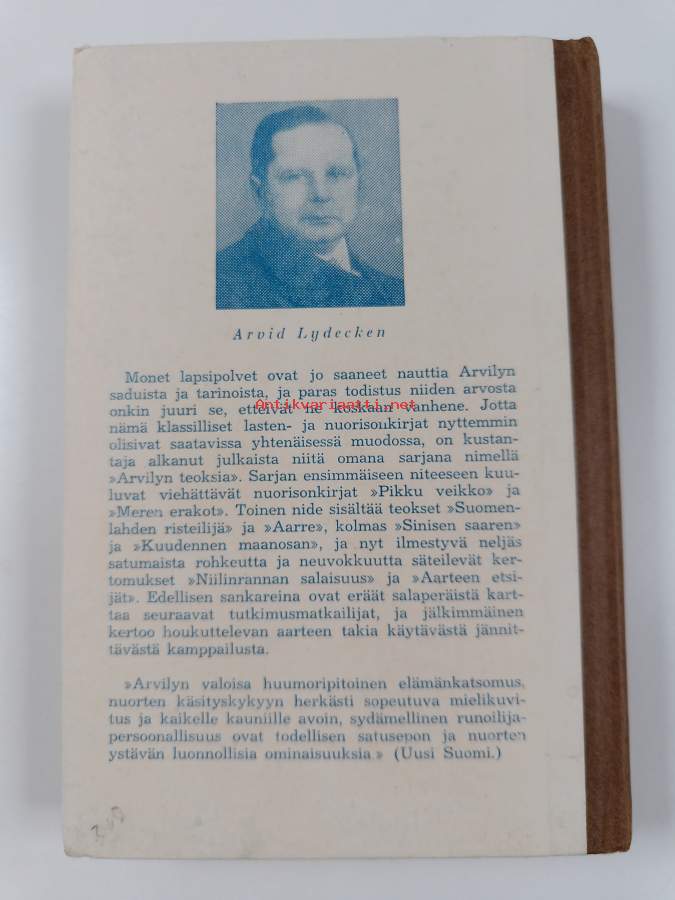 Arvid Lydecken
Monet lapsipolvet ovat jo saaneet nauttia Arvilyn
saduista ja tarinoista, ja paras todistus niiden arvosta
onkin juuri se, etteivät ne koskaan vanhene. Jotta
Antikvariaatti.net
nämä klassilliset lasten- ja nuorisonkirjat nyttemmin
olisivat saatavissa yhtenäisessä muodossa, on kustan-
taja alkanut julkaista niitä omana sarjana nimellä
»Arvilyn teoksia». Sarjan ensimmäiseen niteeseen kuu-
luvat viehättävät nuorisonkirjat »Pikku veikko» ja
»Meren erakot». Toinen nide sisältää teokset »Suomen-
lahden risteilijä» ja »Aarre», kolmas »Sinisen saaren»
ja »Kuudennen maanosan», ja nyt ilmestyvä neljäs
satumaista rohkeutta ja neuvokkuutta säteilevät ker-
tomukset »Niilinrannan salaisuus» ja »Aarteen etsi-
jät». Edellisen sankareina ovat eräät salaperäistä kart-
taa seuraavat tutkimusmatkailijat, ja jälkimmäinen
kertoo houkuttelevan aarteen takia käytävästä jännit-
tävästä kamppailusta.
»Arvilyn valoisa huumoripitoinen elämänkatsomus,
nuorten käsityskykyyn herkästi sopeutuva mielikuvi-
tus ja kaikelle kauniille avoin, sydämellinen runoilija-
persoonallisuus ovat todellisen satusepon ja nuorten
ystävän luonnollisia ominaisuuksia.» (Uusi Suomi.)